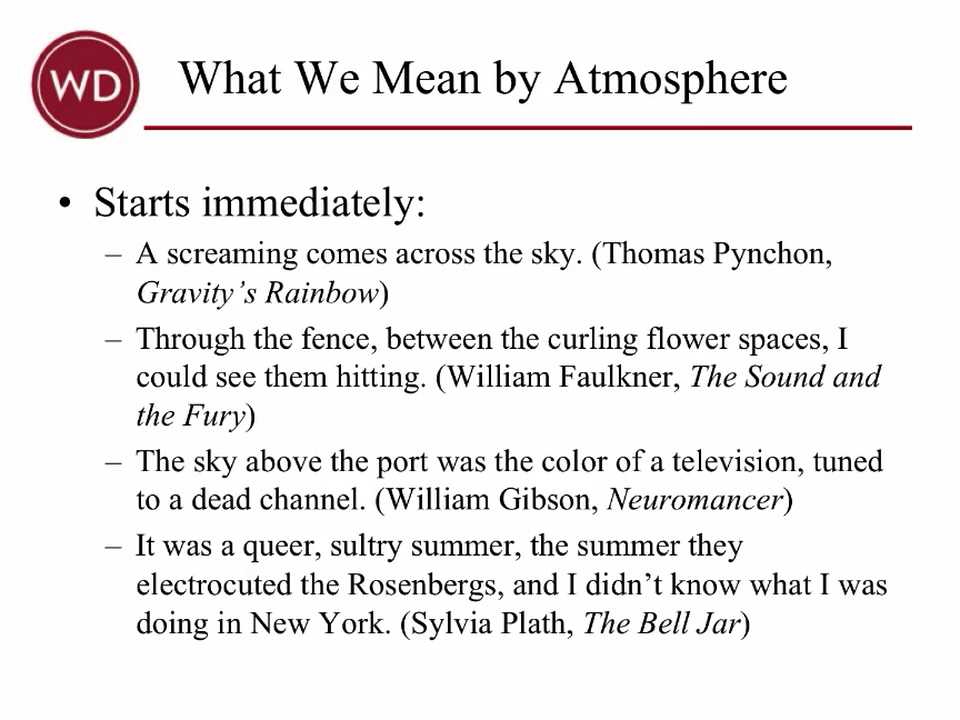 WD
What We Mean by Atmosphere
• Starts immediately:
– A screaming comes across the sky. (Thomas Pynchon,
Gravity’s Rainbow)
– Through the fence, between the curling flower spaces, I
could see them hitting. (William Faulkner, The Sound and
the Fury)
– The sky above the port was the color of a television, tuned
to a dead channel. (William Gibson, Neuromancer)
– It was a queer, sultry summer, the summer they
electrocuted the Rosenbergs, and I didn’t know what I was
doing in New York. (Sylvia Plath, The Bell Jar)